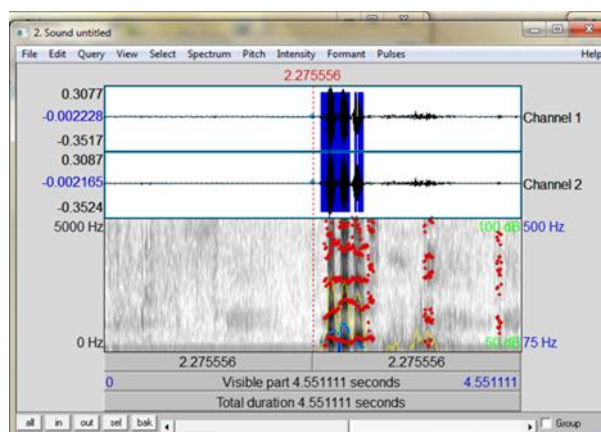 2. Sound untitled
File Edit Query View Select Spectrum Pitch Intensity Formant Pulses Help
2.275556
0.3077
-0.002228
-0.3517
Channel 1
0.3087
-0.002165
-0.3524
Channel 2
5000 Hz
100 dB 500 Hz
0 Hz
50 dB 75 Hz
2.275556 2.275556
0 Visible part 4.551111 seconds 4.551111
Total duration 4.551111 seconds
all in out sel bak Group